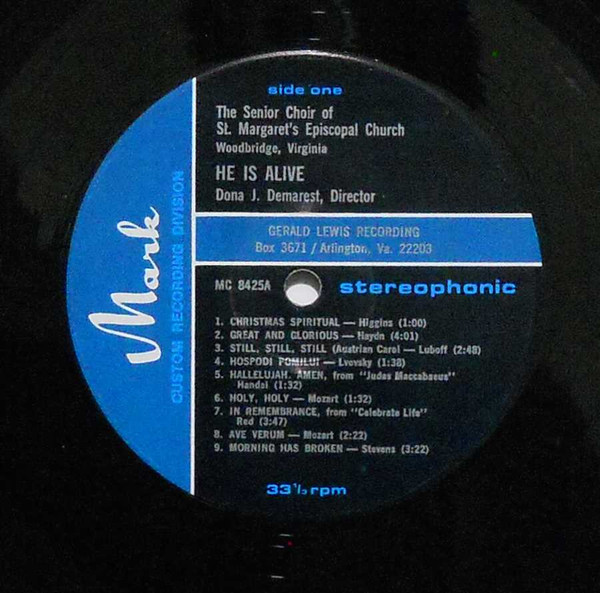 side one
The Senior Choir of
St. Margaret's Episcopal Church
Woodbridge, Virginia
HE IS ALIVE
Dona J. Demarest, Director
GERALD LEWIS RECORDING
Box 3671 / Arlington, Va. 22203
MC 8425A
stereophonic
1. CHRISTMAS SPIRITUAL — Higgins (1:00)
2. GREAT AND GLORIOUS — Haydn (4:01)
3. STILL, STILL, STILL (Austrian Carol — Luboff (2:48)
4. HOSPODI POMILUI — Lvovsky (1:38)
5. HALLELUJAH, AMEN, from "Judas Maccabaeus"
Handel (1:32)
6. HOLY, HOLY — Mozart (1:32)
7. IN REMEMBRANCE, from "Celebrate Life"
Red (3:47)
8. AVE VERUM — Mozart (2:22)
9. MORNING HAS BROKEN — Stevens (3:22)
33 1/3 rpm
Mark
CUSTOM RECORDING DIVISION